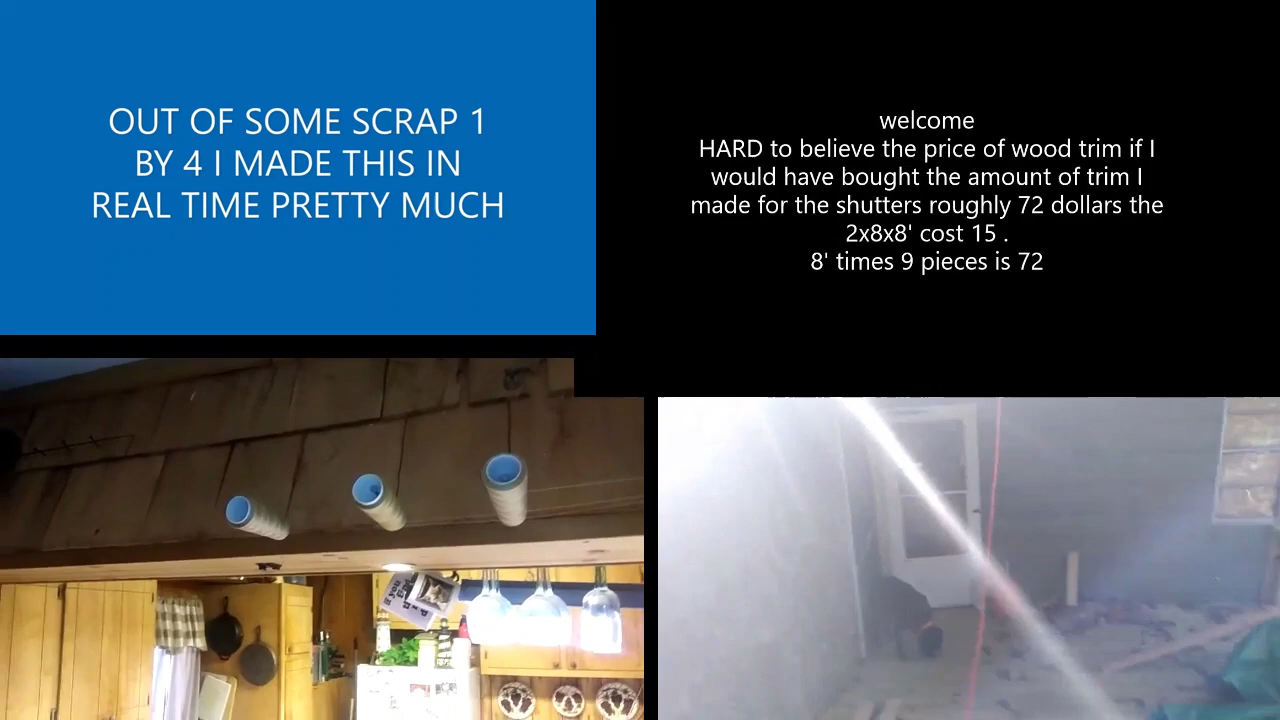 OUT OF SOME SCRAP 1
BY 4 I MADE THIS IN
REAL TIME PRETTY MUCH
welcome
HARD to believe the price of wood trim if I
would have bought the amount of trim I
made for the shutters roughly 72 dollars the
2x8x8' cost 15 .
8' times 9 pieces is 72